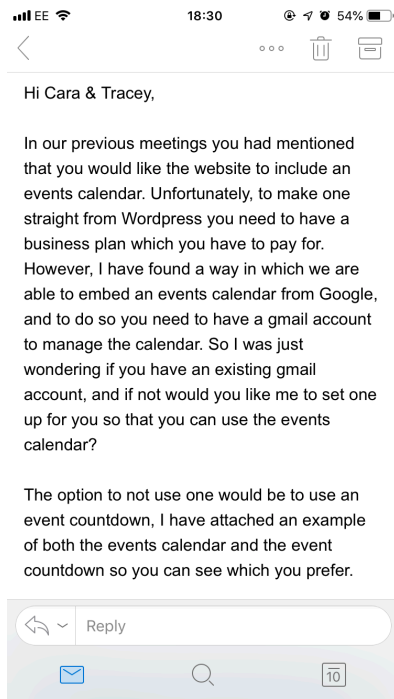 EE 18:30 54%
Hi Cara & Tracey,
In our previous meetings you had mentioned
that you would like the website to include an
events calendar. Unfortunately, to make one
straight from Wordpress you need to have a
business plan which you have to pay for.
However, I have found a way in which we are
able to embed an events calendar from Google,
and to do so you need to have a gmail account
to manage the calendar. So I was just
wondering if you have an existing gmail
account, and if not would you like me to set one
up for you so that you can use the events
calendar?
The option to not use one would be to use an
event countdown, I have attached an example
of both the events calendar and the event
countdown so you can see which you prefer.
Reply
10